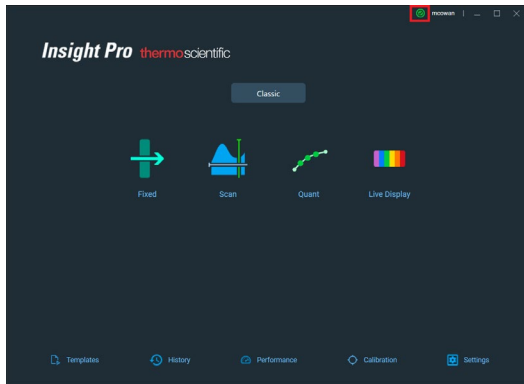 mcowan
Insight Pro thermoscientific
Classic
Fixed Scan Quant Live Display
Templates History Performance Calibration Settings